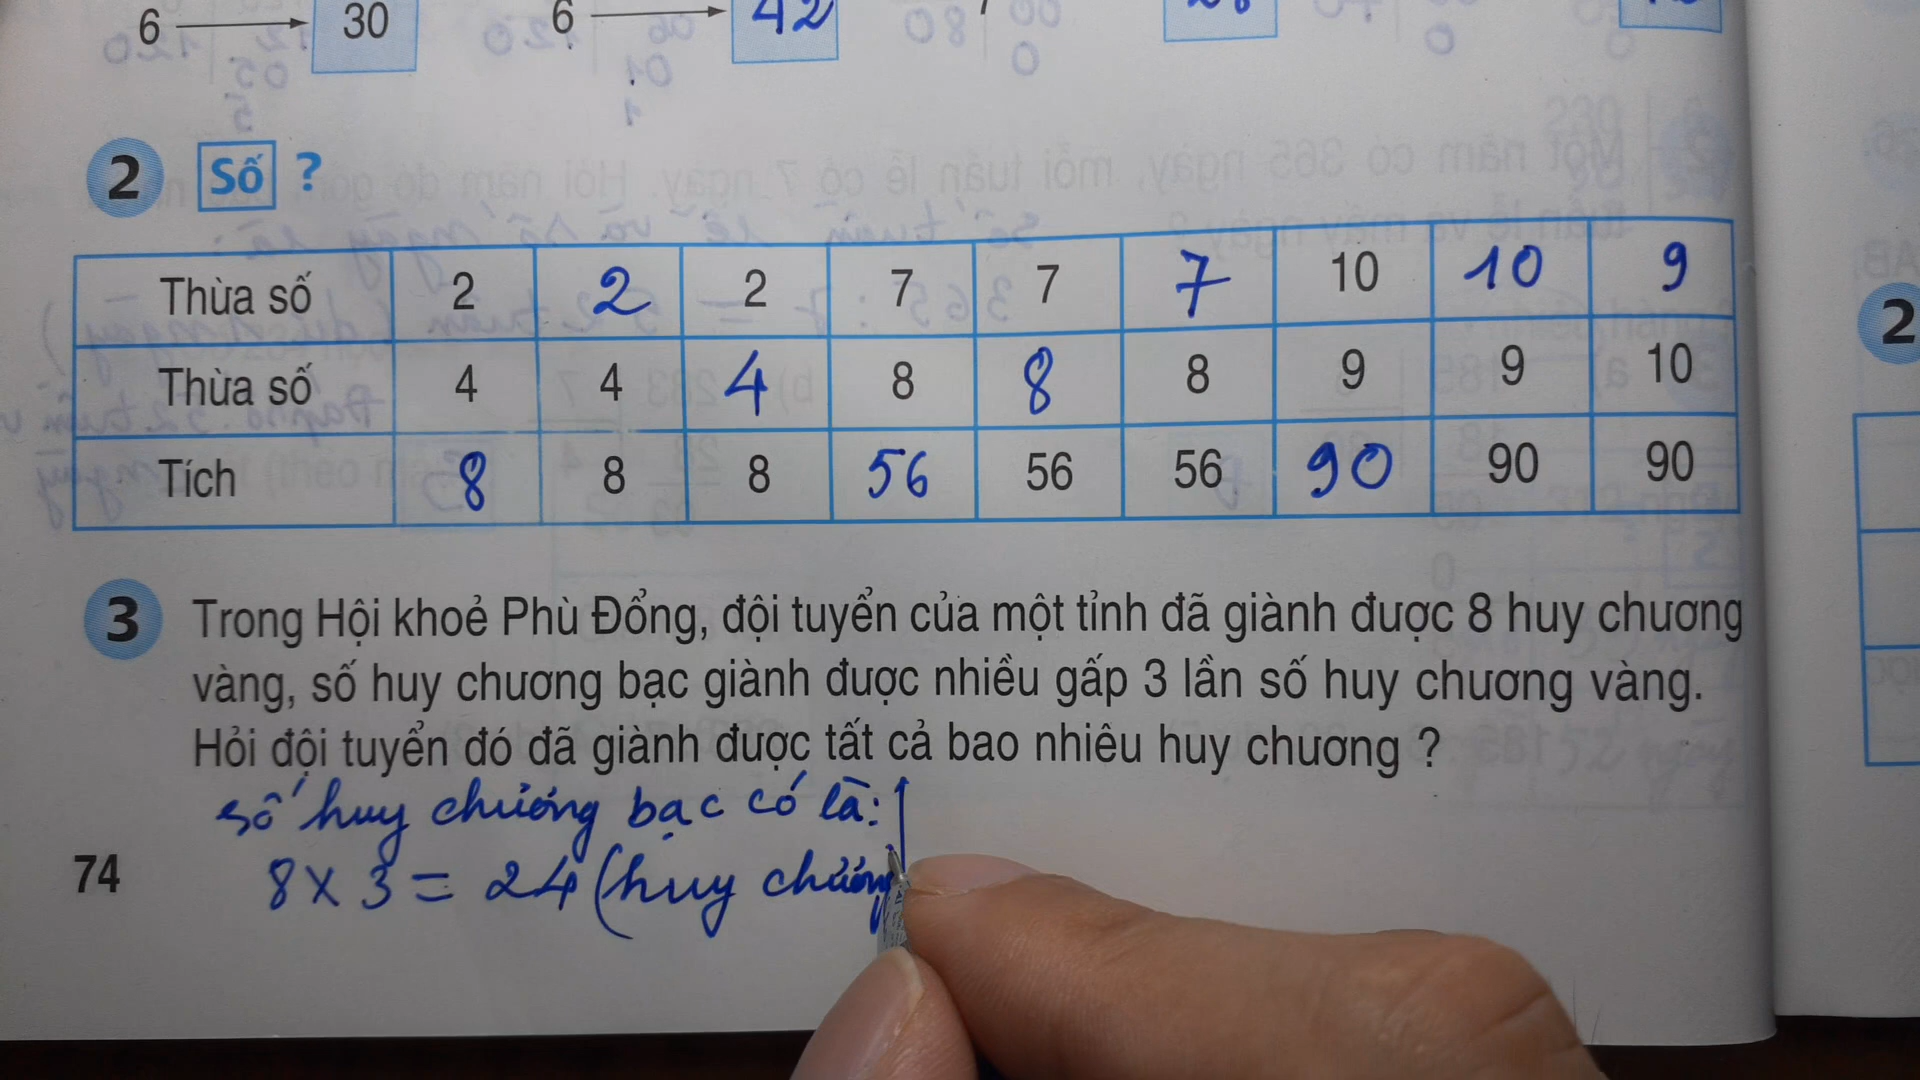 6 → 30 6 → 42
2 Số ?
Thừa số 2 2 2 7 7 7 10 10 9
Thừa số 4 4 4 8 8 8 9 9 10
Tích 8 8 8 56 56 56 90 90 90
3 Trong Hội khoẻ Phù Đổng, đội tuyển của một tỉnh đã giành được 8 huy chương
vàng, số huy chương bạc giành được nhiều gấp 3 lần số huy chương vàng.
Hỏi đội tuyển đó đã giành được tất cả bao nhiêu huy chương ?
số huy chương bạc có là:
8 x 3 = 24 (huy chương
74
2